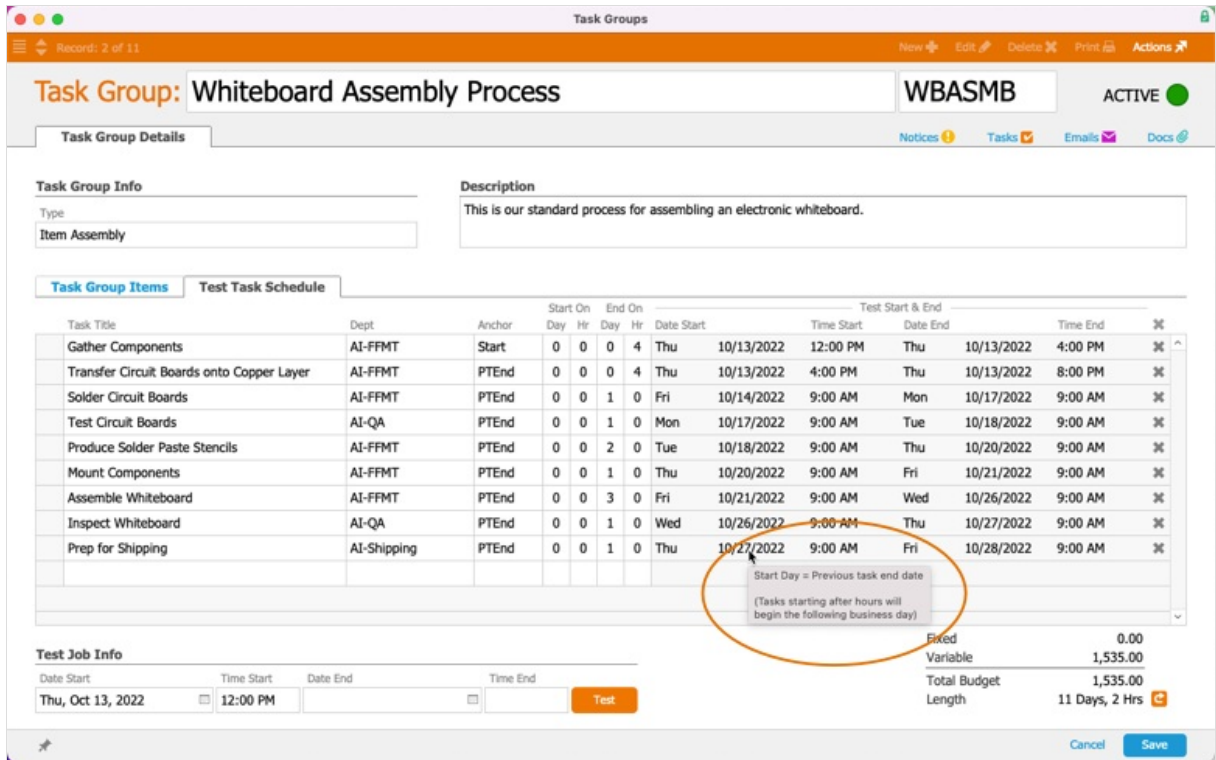 Task Groups
Record: 2 of 11 New Edit Delete Print Actions
Task Group: Whiteboard Assembly Process WBASMB ACTIVE
Task Group Details Notices Tasks Emails Docs
Task Group Info Description
Type This is our standard process for assembling an electronic whiteboard.
Item Assembly
Task Group Items Test Task Schedule
Start On End On Test Start & End
Task Title Dept Anchor Day Hr Day Hr Date Start Time Start Date End Time End
Gather Components AI-FFMT Start 0 0 0 4 Thu 10/13/2022 12:00 PM Thu 10/13/2022 4:00 PM
Transfer Circuit Boards onto Copper Layer AI-FFMT PTEnd 0 0 0 4 Thu 10/13/2022 4:00 PM Thu 10/13/2022 8:00 PM
Solder Circuit Boards AI-FFMT PTEnd 0 0 1 0 Fri 10/14/2022 9:00 AM Mon 10/17/2022 9:00 AM
Test Circuit Boards AI-QA PTEnd 0 0 1 0 Mon 10/17/2022 9:00 AM Tue 10/18/2022 9:00 AM
Produce Solder Paste Stencils AI-FFMT PTEnd 0 0 2 0 Tue 10/18/2022 9:00 AM Thu 10/20/2022 9:00 AM
Mount Components AI-FFMT PTEnd 0 0 1 0 Thu 10/20/2022 9:00 AM Fri 10/21/2022 9:00 AM
Assemble Whiteboard AI-FFMT PTEnd 0 0 3 0 Fri 10/21/2022 9:00 AM Wed 10/26/2022 9:00 AM
Inspect Whiteboard AI-QA PTEnd 0 0 1 0 Wed 10/26/2022 9:00 AM Thu 10/27/2022 9:00 AM
Prep for Shipping AI-Shipping PTEnd 0 0 1 0 Thu 10/27/2022 9:00 AM Fri 10/28/2022 9:00 AM
Start Day = Previous task end date
(Tasks starting after hours will
begin the following business day)
Fixed 0.00
Test Job Info Variable 1,535.00
Date Start Time Start Date End Time End Total Budget 1,535.00
Thu, Oct 13, 2022 12:00 PM Test Length 11 Days, 2 Hrs
Cancel Save